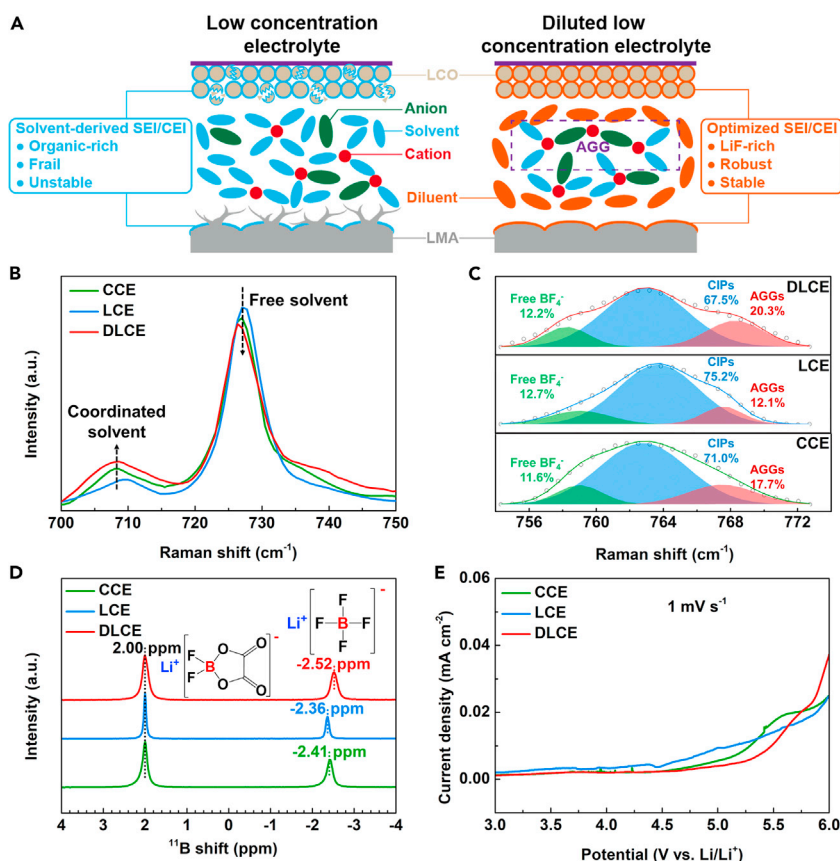 A
Low concentration
electrolyte
Diluted low
concentration electrolyte
LCO
Solvent-derived SEI/CEI
● Organic-rich
● Frail
● Unstable
Anion
Solvent
Cation
Diluent
LMA
AGG
Optimized SEI/CEI
● LiF-rich
● Robust
● Stable
B
CCE
LCE
DLCE
Free solvent
Coordinated
solvent
Intensity (a.u.)
700 710 720 730 740 750
Raman shift (cm⁻¹)
C
DLCE
Free BF₄⁻
12.2%
CIPs
67.5%
AGGs
20.3%
LCE
Free BF₄⁻
12.7%
CIPs
75.2%
AGGs
12.1%
CCE
Free BF₄⁻
11.6%
CIPs
71.0%
AGGs
17.7%
756 760 764 768 772
Raman shift (cm⁻¹)
D
CCE
LCE
DLCE
2.00 ppm
Li⁺
F
F
B
O
O
O
O
-
Li⁺
F
F
B
F
F
-
-2.52 ppm
-2.36 ppm
-2.41 ppm
Intensity (a.u.)
4 3 2 1 0 -1 -2 -3 -4
¹¹B shift (ppm)
E
CCE
LCE
DLCE
1 mV s⁻¹
Current density (mA cm⁻²)
0.06
0.04
0.02
0.00
3.0 3.5 4.0 4.5 5.0 5.5 6.0
Potential (V vs. Li/Li⁺)